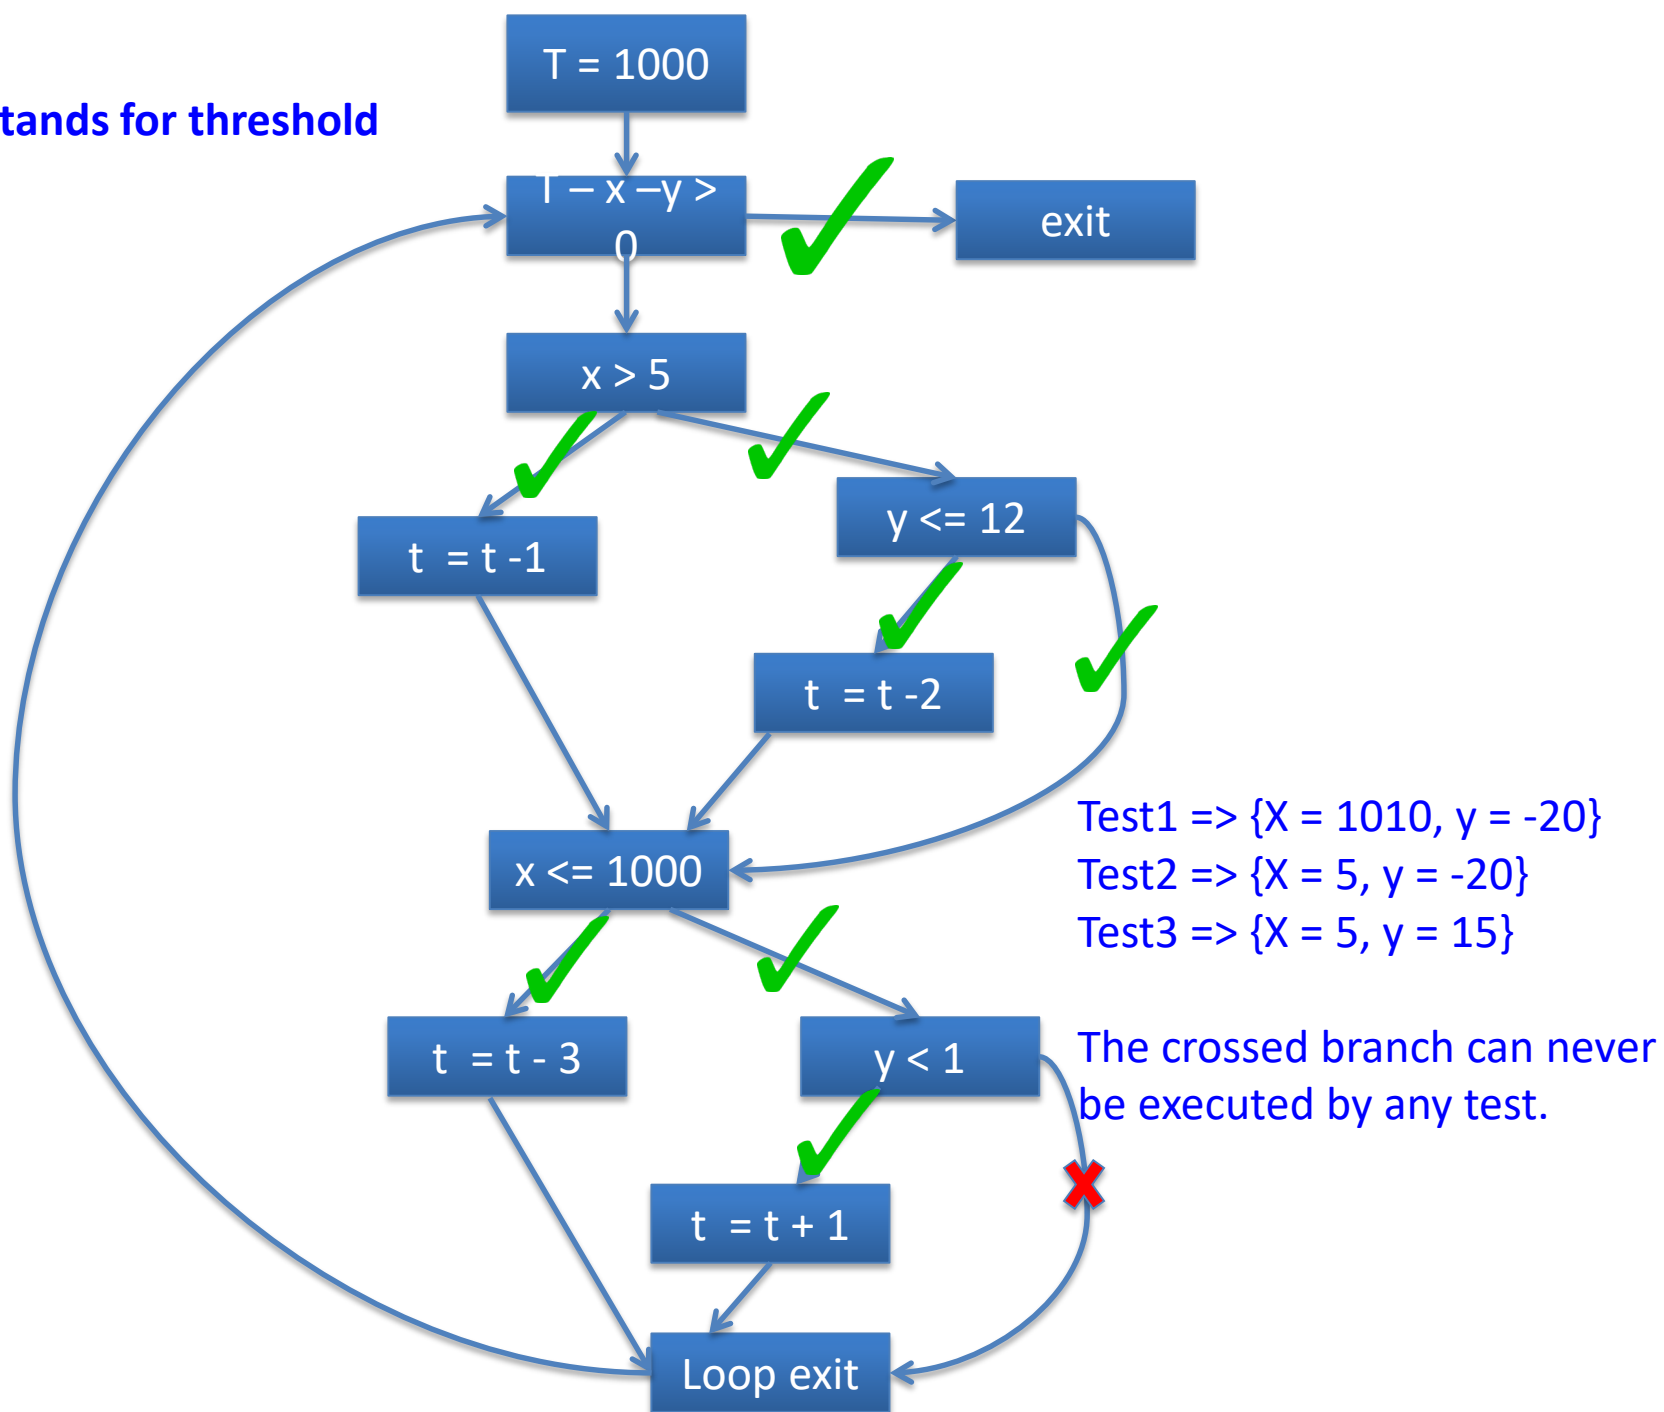 T = 1000
tands for threshold
T – x –y >
0
exit
x > 5
y <= 12
t = t -1
t = t -2
Test1 => {X = 1010, y = -20}
x <= 1000
Test2 => {X = 5, y = -20}
Test3 => {X = 5, y = 15}
t = t - 3
y < 1
The crossed branch can never
be executed by any test.
t = t + 1
Loop exit